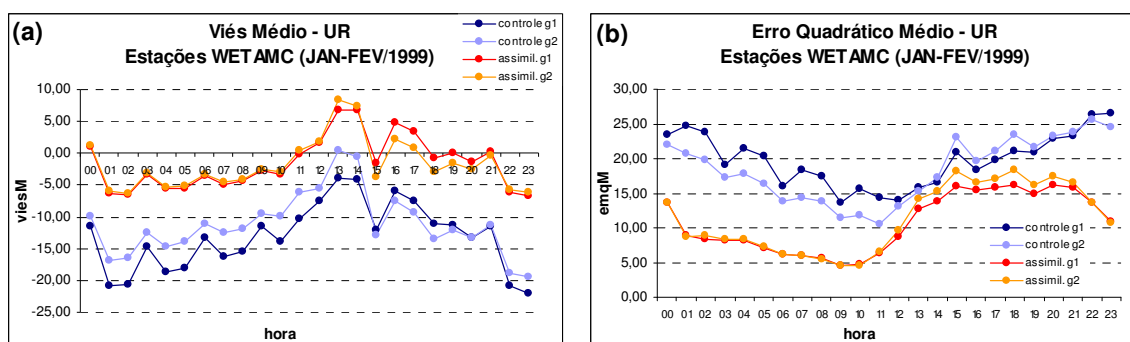 (a)
Viés Médio - UR
Estações WETAMC (JAN-FEV/1999)
controle g1
controle g2
assimil. g1
assimil. g2
10,00
5,00
0,00
-5,00
-10,00
-15,00
-20,00
-25,00
viesM
00 01 02 03 04 05 06 07 08 09 10 11 12 13 14 15 16 17 18 19 20 21 22 23
hora
(b)
Erro Quadrático Médio - UR
Estações WETAMC (JAN-FEV/1999)
30,00
25,00
20,00
15,00
10,00
5,00
0,00
emqM
controle g1
controle g2
assimil. g1
assimil. g2
00 01 02 03 04 05 06 07 08 09 10 11 12 13 14 15 16 17 18 19 20 21 22 23
hora